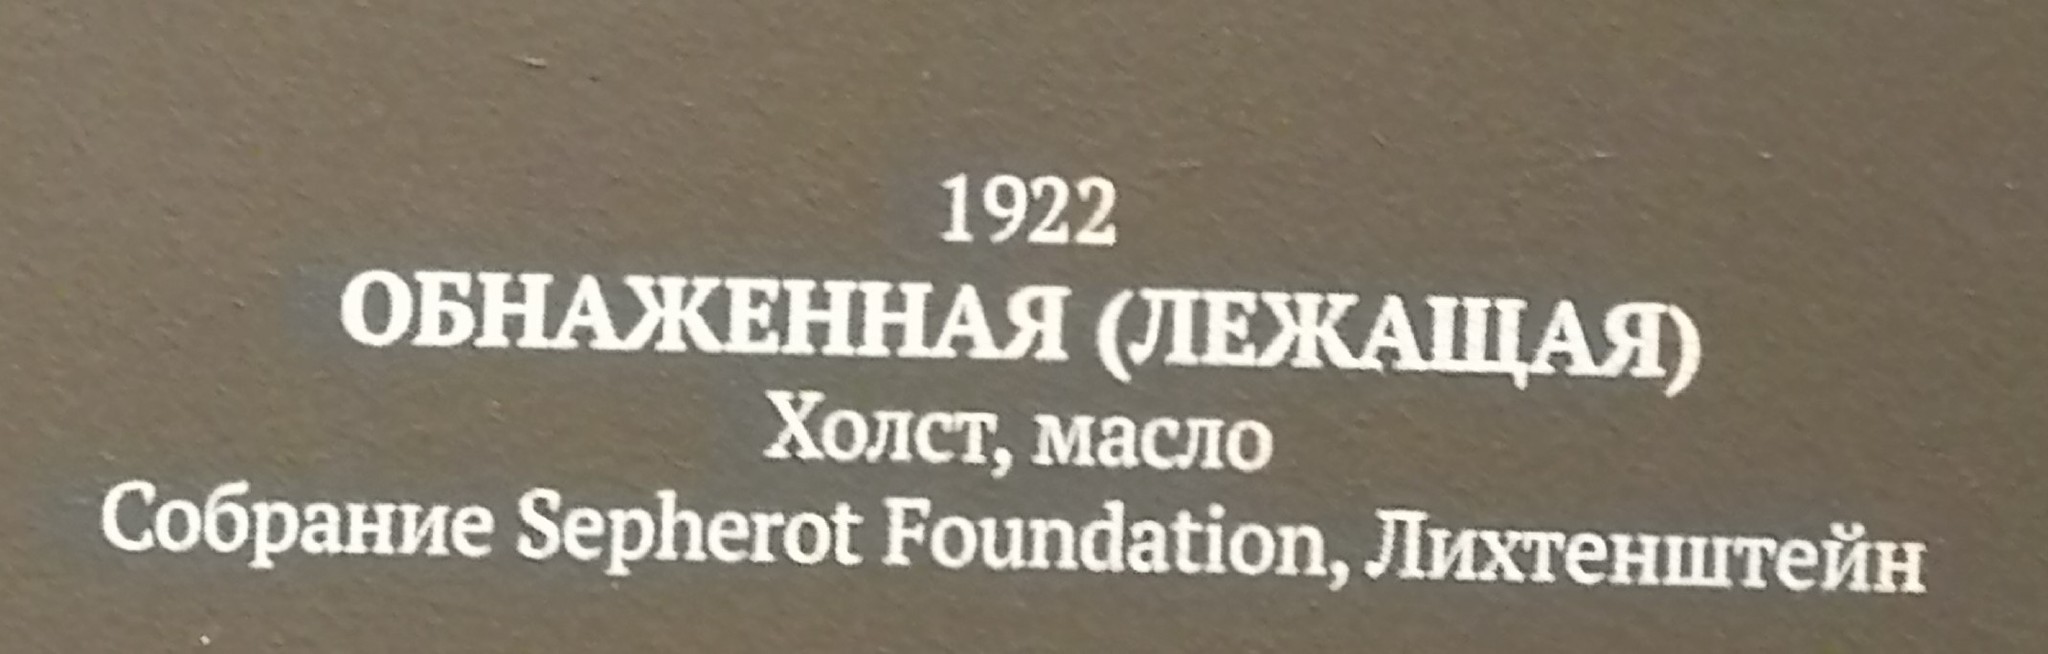 1922
ОБНАЖЕННАЯ (ЛЕЖАЩАЯ)
Холст, масло
Собрание Sepherot Foundation, Лихтенштейн